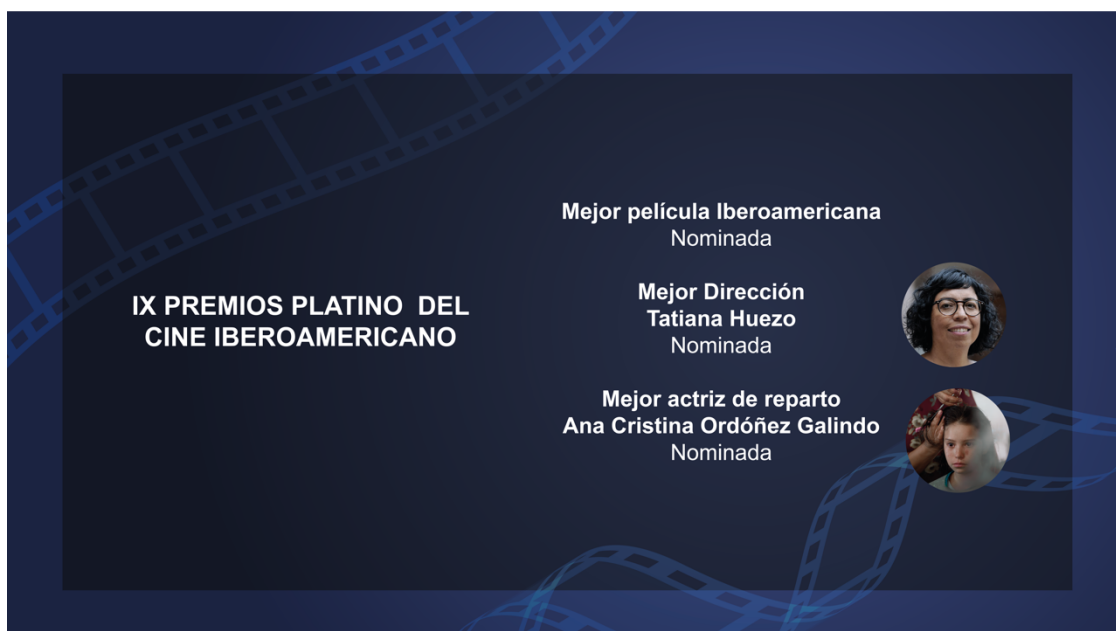 IX PREMIOS PLATINO  DEL
CINE IBEROAMERICANO
Mejor película Iberoamericana
Nominada
Mejor Dirección
Tatiana Huezo
Nominada
Mejor actriz de reparto
Ana Cristina Ordóñez Galindo
Nominada